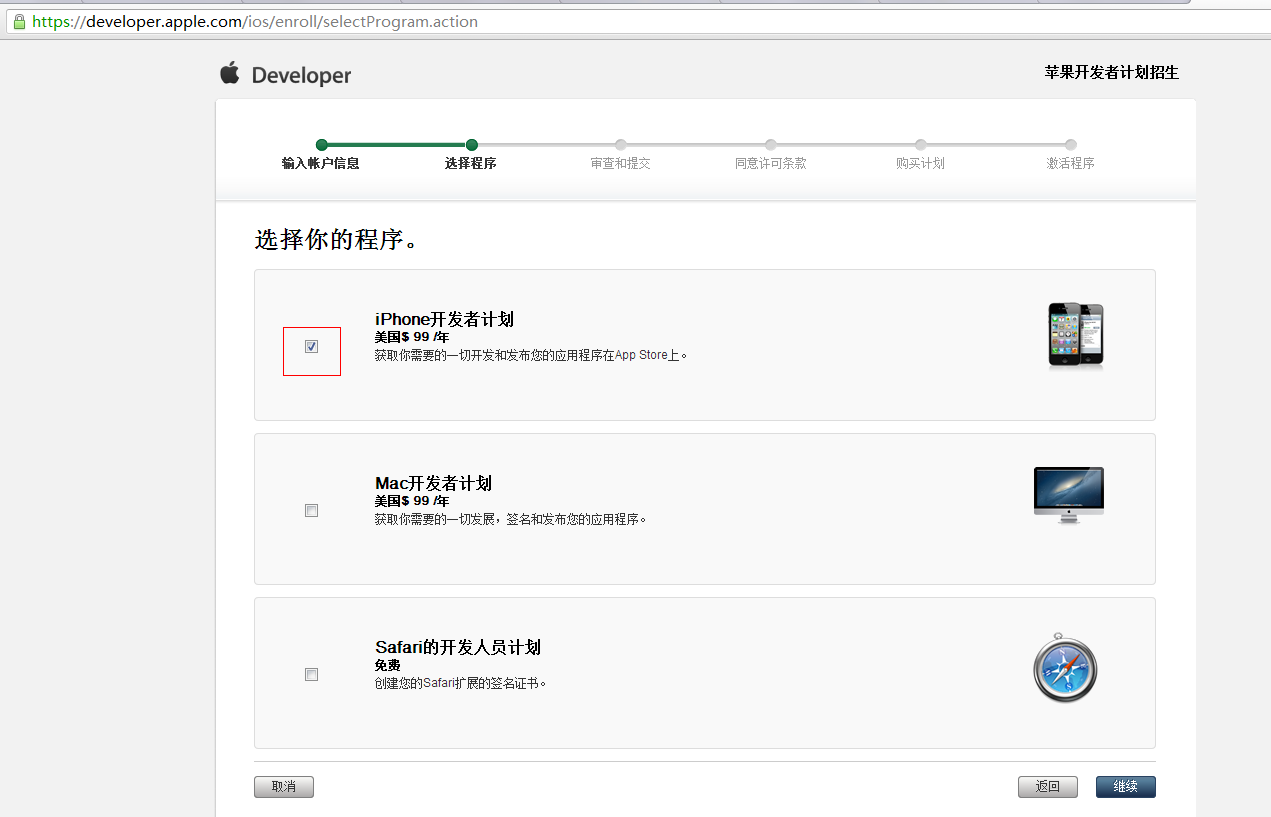 https://developer.apple.com/ios/enroll/selectProgram.action
Developer
苹果开发者计划招生
输入帐户信息
选择程序
审查和提交
同意许可条款
购买计划
激活程序
选择你的程序。
iPhone开发者计划
美国$ 99 /年
获取你需要的一切开发和发布您的应用程序在App Store上。
Mac开发者计划
美国$ 99 /年
获取你需要的一切发展，签名和发布您的应用程序。
Safari的开发人员计划
免费
创建您的Safari扩展的签名证书。
取消
返回
继续